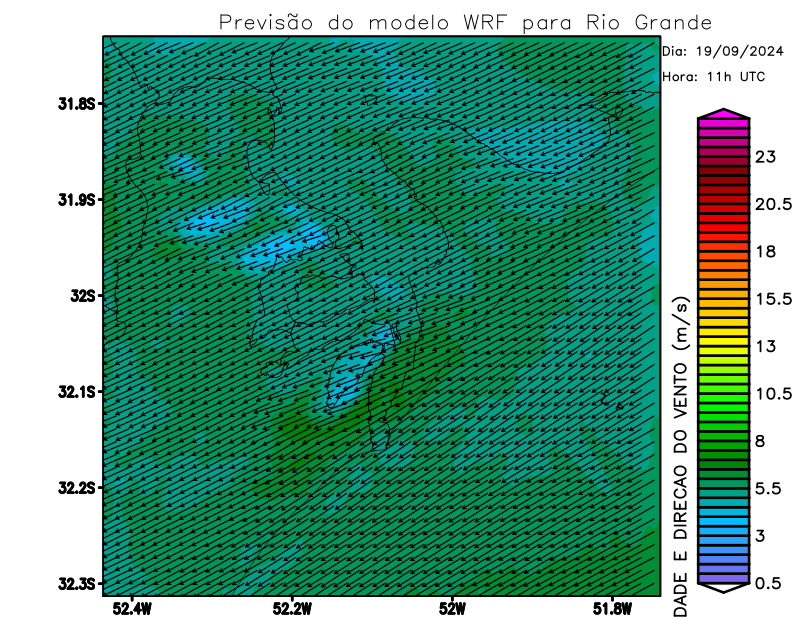 Previsão do modelo WRF para Rio Grande
Dia: 19/09/2024
Hora: 11h UTC
31.8S
31.9S
32S
32.1S
32.2S
32.3S
52.4W
52.2W
52W
51.8W
23
20.5
18
15.5
13
10.5
8
5.5
3
0.5
DADE E DIRECAO DO VENTO (m/s)